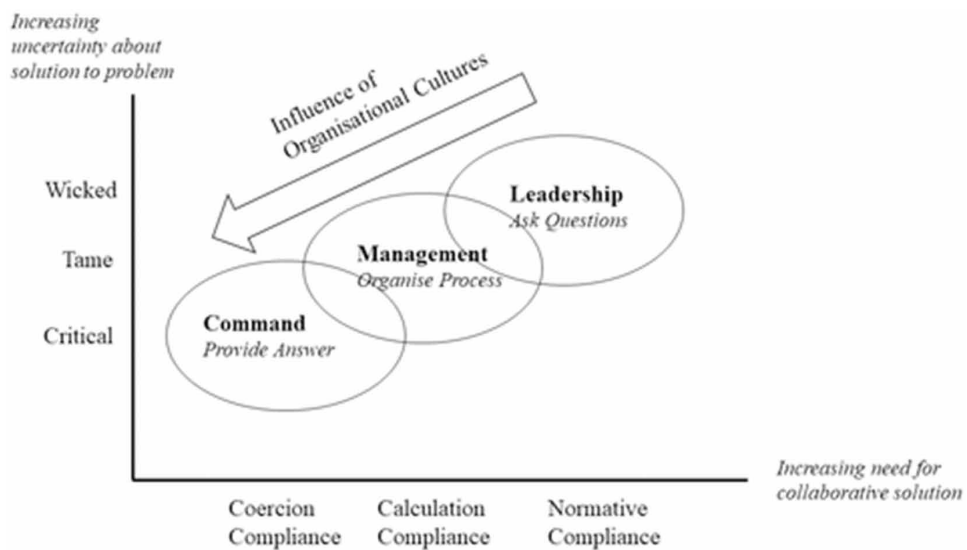 Increasing
uncertainty about
solution to problem
Influence of
Organisational Cultures
Wicked
Leadership
Ask Questions
Tame
Management
Organise Process
Critical
Command
Provide Answer
Increasing need for
collaborative solution
Coercion
Compliance
Calculation
Compliance
Normative
Compliance